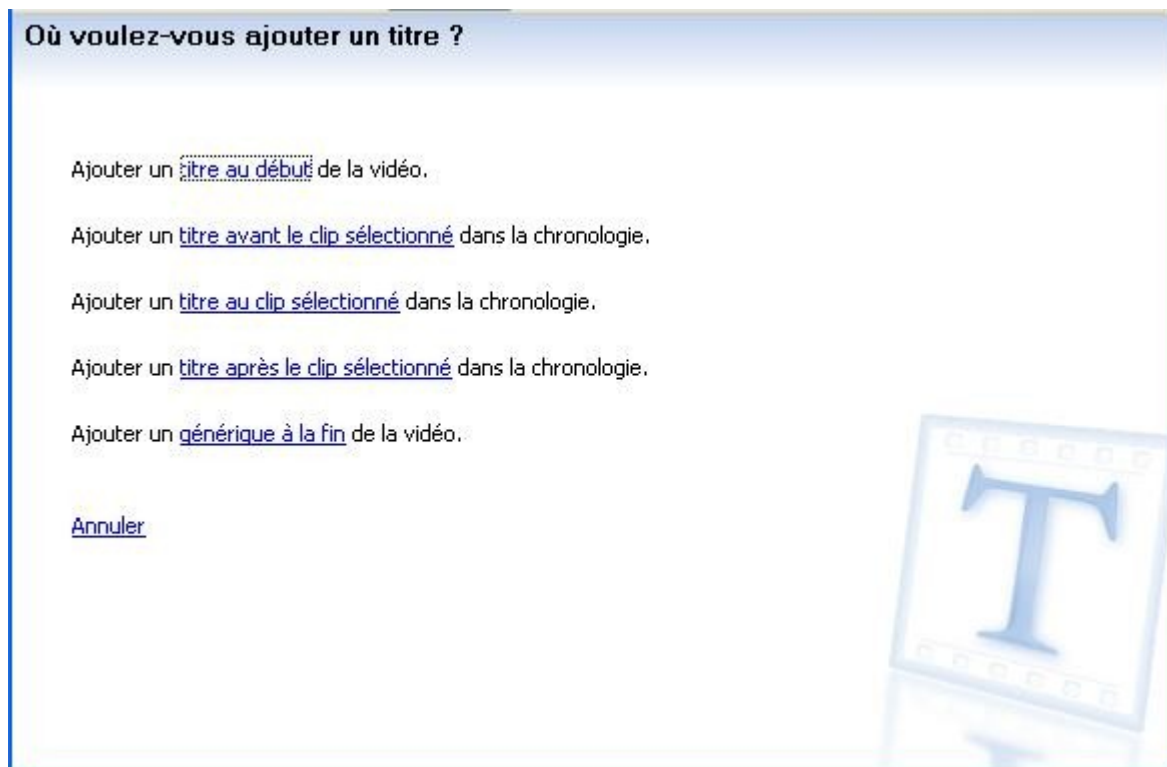 Où voulez-vous ajouter un titre ?
Ajouter un titre au début de la vidéo.
Ajouter un titre avant le clip sélectionné dans la chronologie.
Ajouter un titre au clip sélectionné dans la chronologie.
Ajouter un titre après le clip sélectionné dans la chronologie.
Ajouter un générique à la fin de la vidéo.
Annuler
T